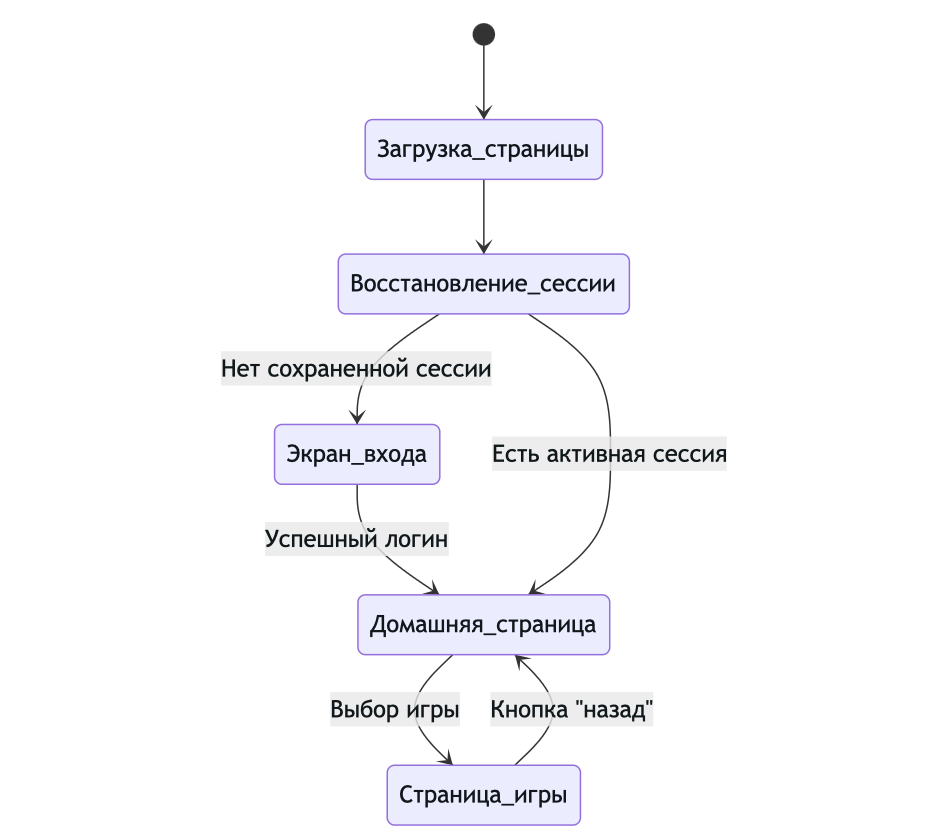 Загрузка_страницы
Восстановление_сессии
Нет сохраненной сессии
Экран_входа
Есть активная сессия
Успешный логин
Домашняя_страница
Выбор игры
Кнопка "назад"
Страница_игры